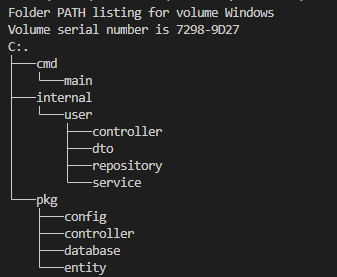 Folder PATH listing for volume Windows
Volume serial number is 7298-9D27
C:.
├───cmd
│   └───main
├───internal
│   └───user
│       ├───controller
│       ├───dto
│       ├───repository
│       └───service
└───pkg
    ├───config
    ├───controller
    ├───database
    └───entity